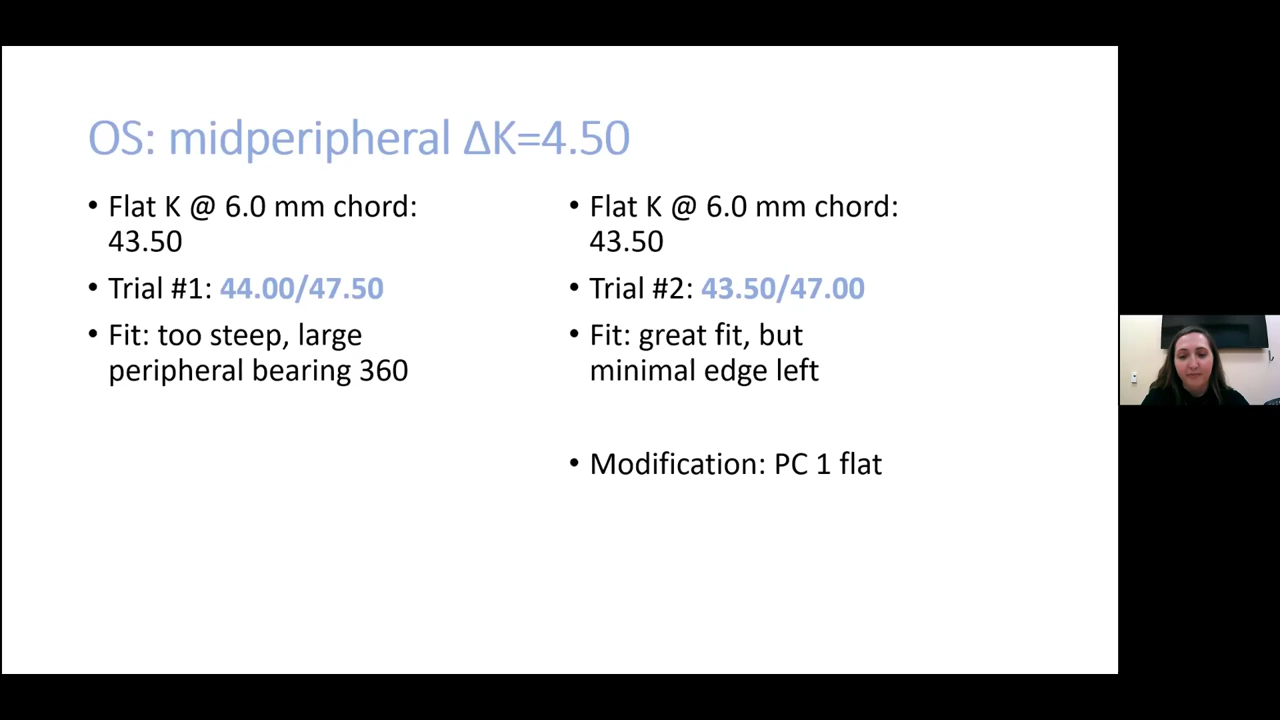 OS: midperipheral ΔK=4.50
• Flat K @ 6.0 mm chord:
43.50
• Trial #1: 44.00/47.50
• Fit: too steep, large
peripheral bearing 360
• Flat K @ 6.0 mm chord:
43.50
• Trial #2: 43.50/47.00
• Fit: great fit, but
minimal edge left
• Modification: PC 1 flat